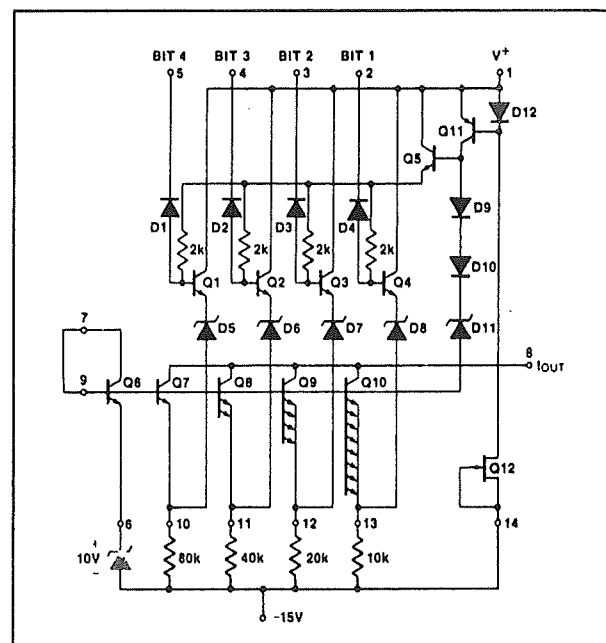 BIT 4 BIT 3 BIT 2 BIT 1 V+
5 4 3 2 1
D12
Q11
Q5
D1 D2 D3 D4 D9
2k 2k 2k 2k
D10
Q1 Q2 Q3 Q4
7 D5 D6 D7 D8 D11
8
9 Q6 Q7 Q8 Q9 Q10 IOUT
Q12
6 10 11 12 13 14
10V 80k 40k 20k 10k
-15V